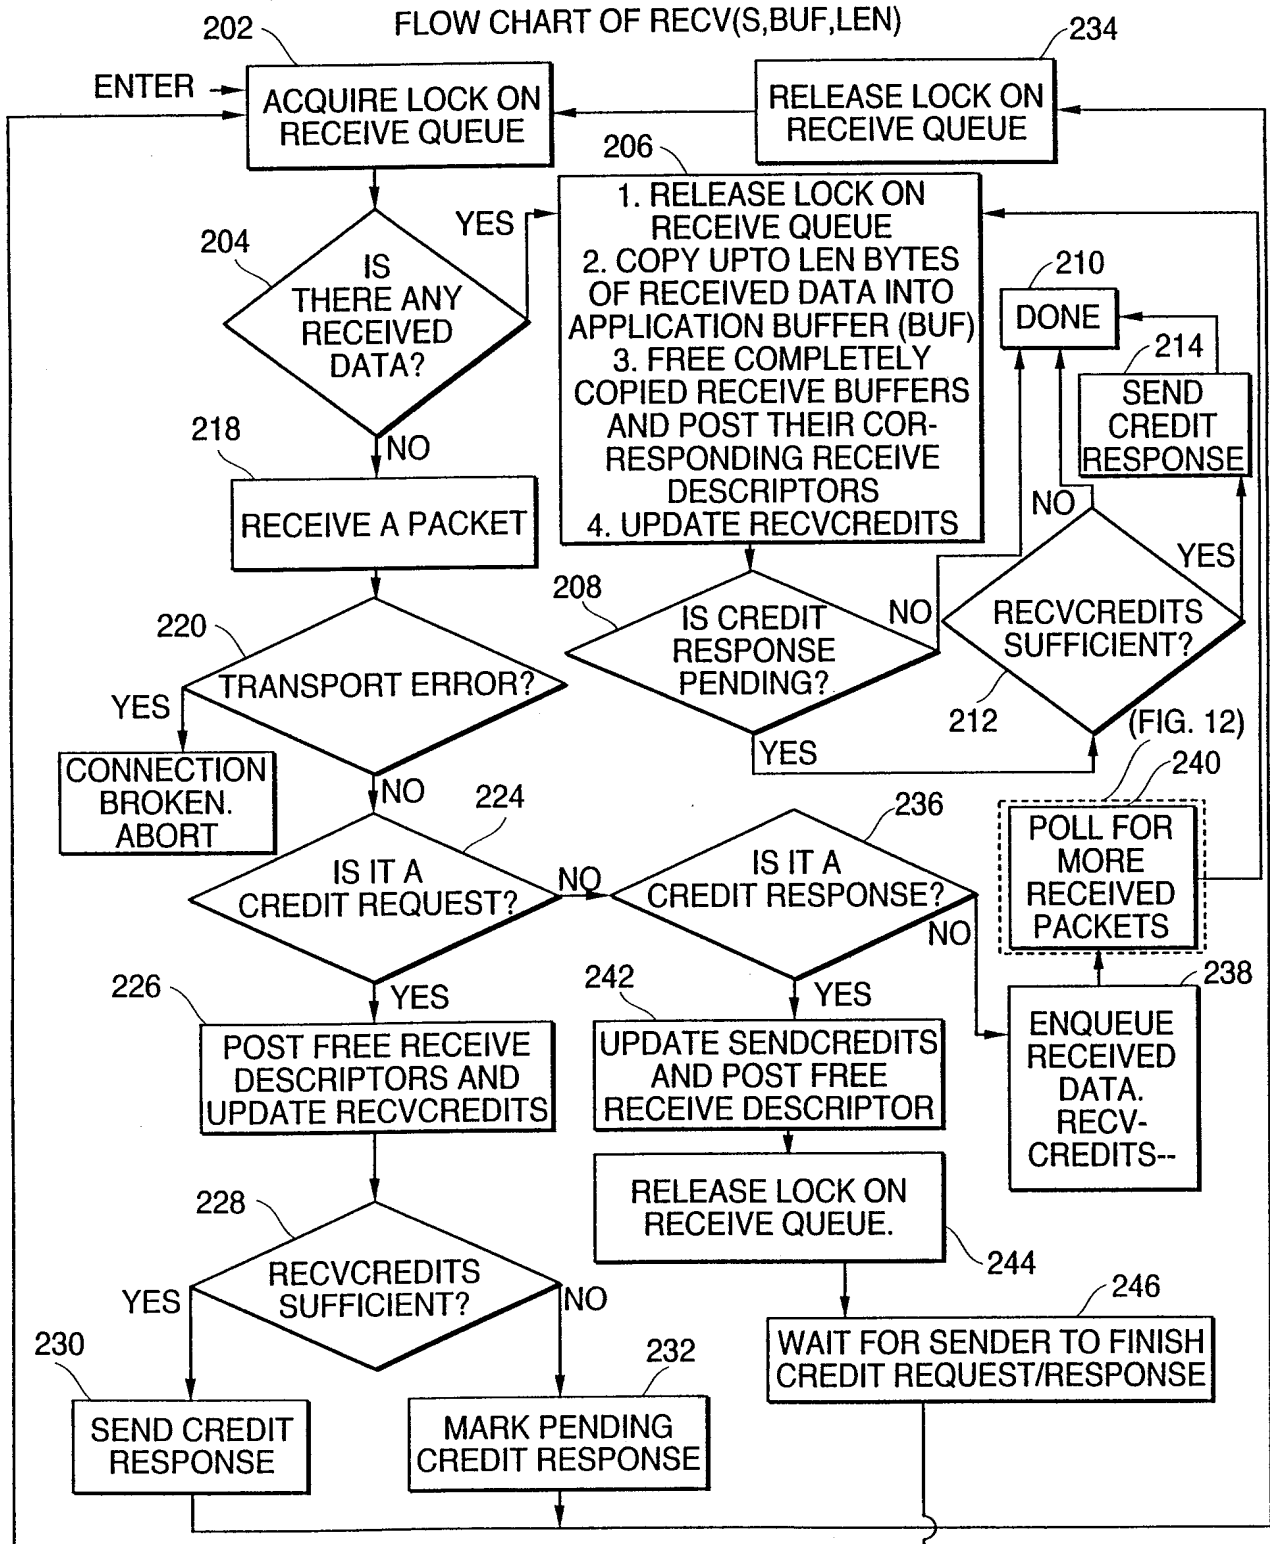 FLOW CHART OF RECV(S,BUF,LEN)
202
234
ENTER
ACQUIRE LOCK ON
RECEIVE QUEUE
RELEASE LOCK ON
RECEIVE QUEUE
206
1. RELEASE LOCK ON
RECEIVE QUEUE
2. COPY UPTO LEN BYTES
OF RECEIVED DATA INTO
APPLICATION BUFFER (BUF)
3. FREE COMPLETELY
COPIED RECEIVE BUFFERS
AND POST THEIR COR-
RESPONDING RECEIVE
DESCRIPTORS
4. UPDATE RECVCREDITS
YES
204
IS
THERE ANY
RECEIVED
DATA?
NO
210
DONE
214
SEND
CREDIT
RESPONSE
218
RECEIVE A PACKET
NO
YES
208
IS CREDIT
RESPONSE
PENDING?
NO
RECVCREDITS
SUFFICIENT?
212
YES
220
TRANSPORT ERROR?
YES
CONNECTION
BROKEN.
ABORT
NO
(FIG. 12)
240
POLL FOR
MORE
RECEIVED
PACKETS
224
IS IT A
CREDIT REQUEST?
NO
236
IS IT A
CREDIT RESPONSE?
NO
238
ENQUEUE
RECEIVED
DATA.
RECV-
CREDITS--
226
YES
POST FREE RECEIVE
DESCRIPTORS AND
UPDATE RECVCREDITS
242
YES
UPDATE SENDCREDITS
AND POST FREE
RECEIVE DESCRIPTOR
RELEASE LOCK ON
RECEIVE QUEUE.
244
228
RECVCREDITS
SUFFICIENT?
YES
NO
246
WAIT FOR SENDER TO FINISH
CREDIT REQUEST/RESPONSE
230
SEND CREDIT
RESPONSE
232
MARK PENDING
CREDIT RESPONSE